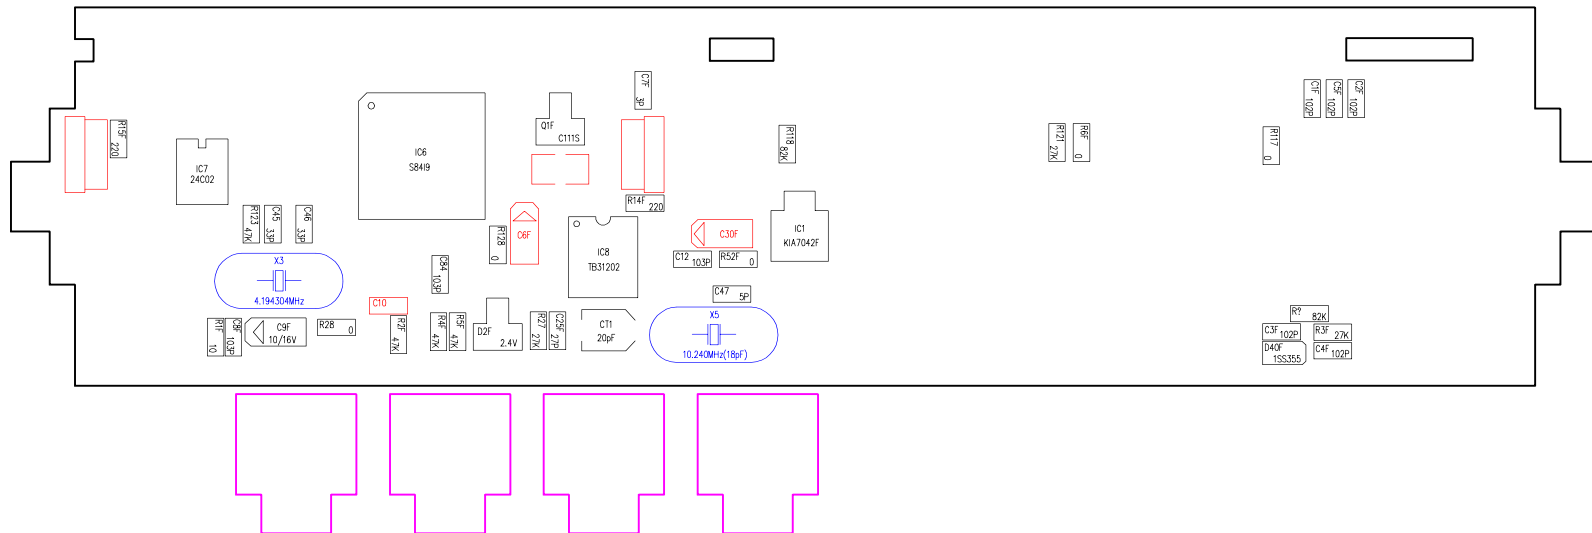 C7F
3P
C1F
102P
C5F
102P
C2F
102P
R15F
220
Q1F
C111S
R118
82K
R121
27K
R6F
0
R117
0
IC7
24C02
IC6
S8419
R14F
220
R123
47K
C45
33P
C46
33P
R128
0
C6F
IC8
TB31202
C30F
IC1
KIA7042F
C12
103P
R52F
0
X3
4.194304MHz
C84
103P
C47
5P
C10
R1F
10
C8F
103P
C9F
10/16V
R28
0
R2F
47K
R4F
47K
R5F
47K
D2F
2.4V
R27
27K
C25F
27P
CT1
20pF
X5
10.240MHz(18pF)
R?
82K
C3F
102P
R3F
27K
D40F
1SS355
C4F
102P